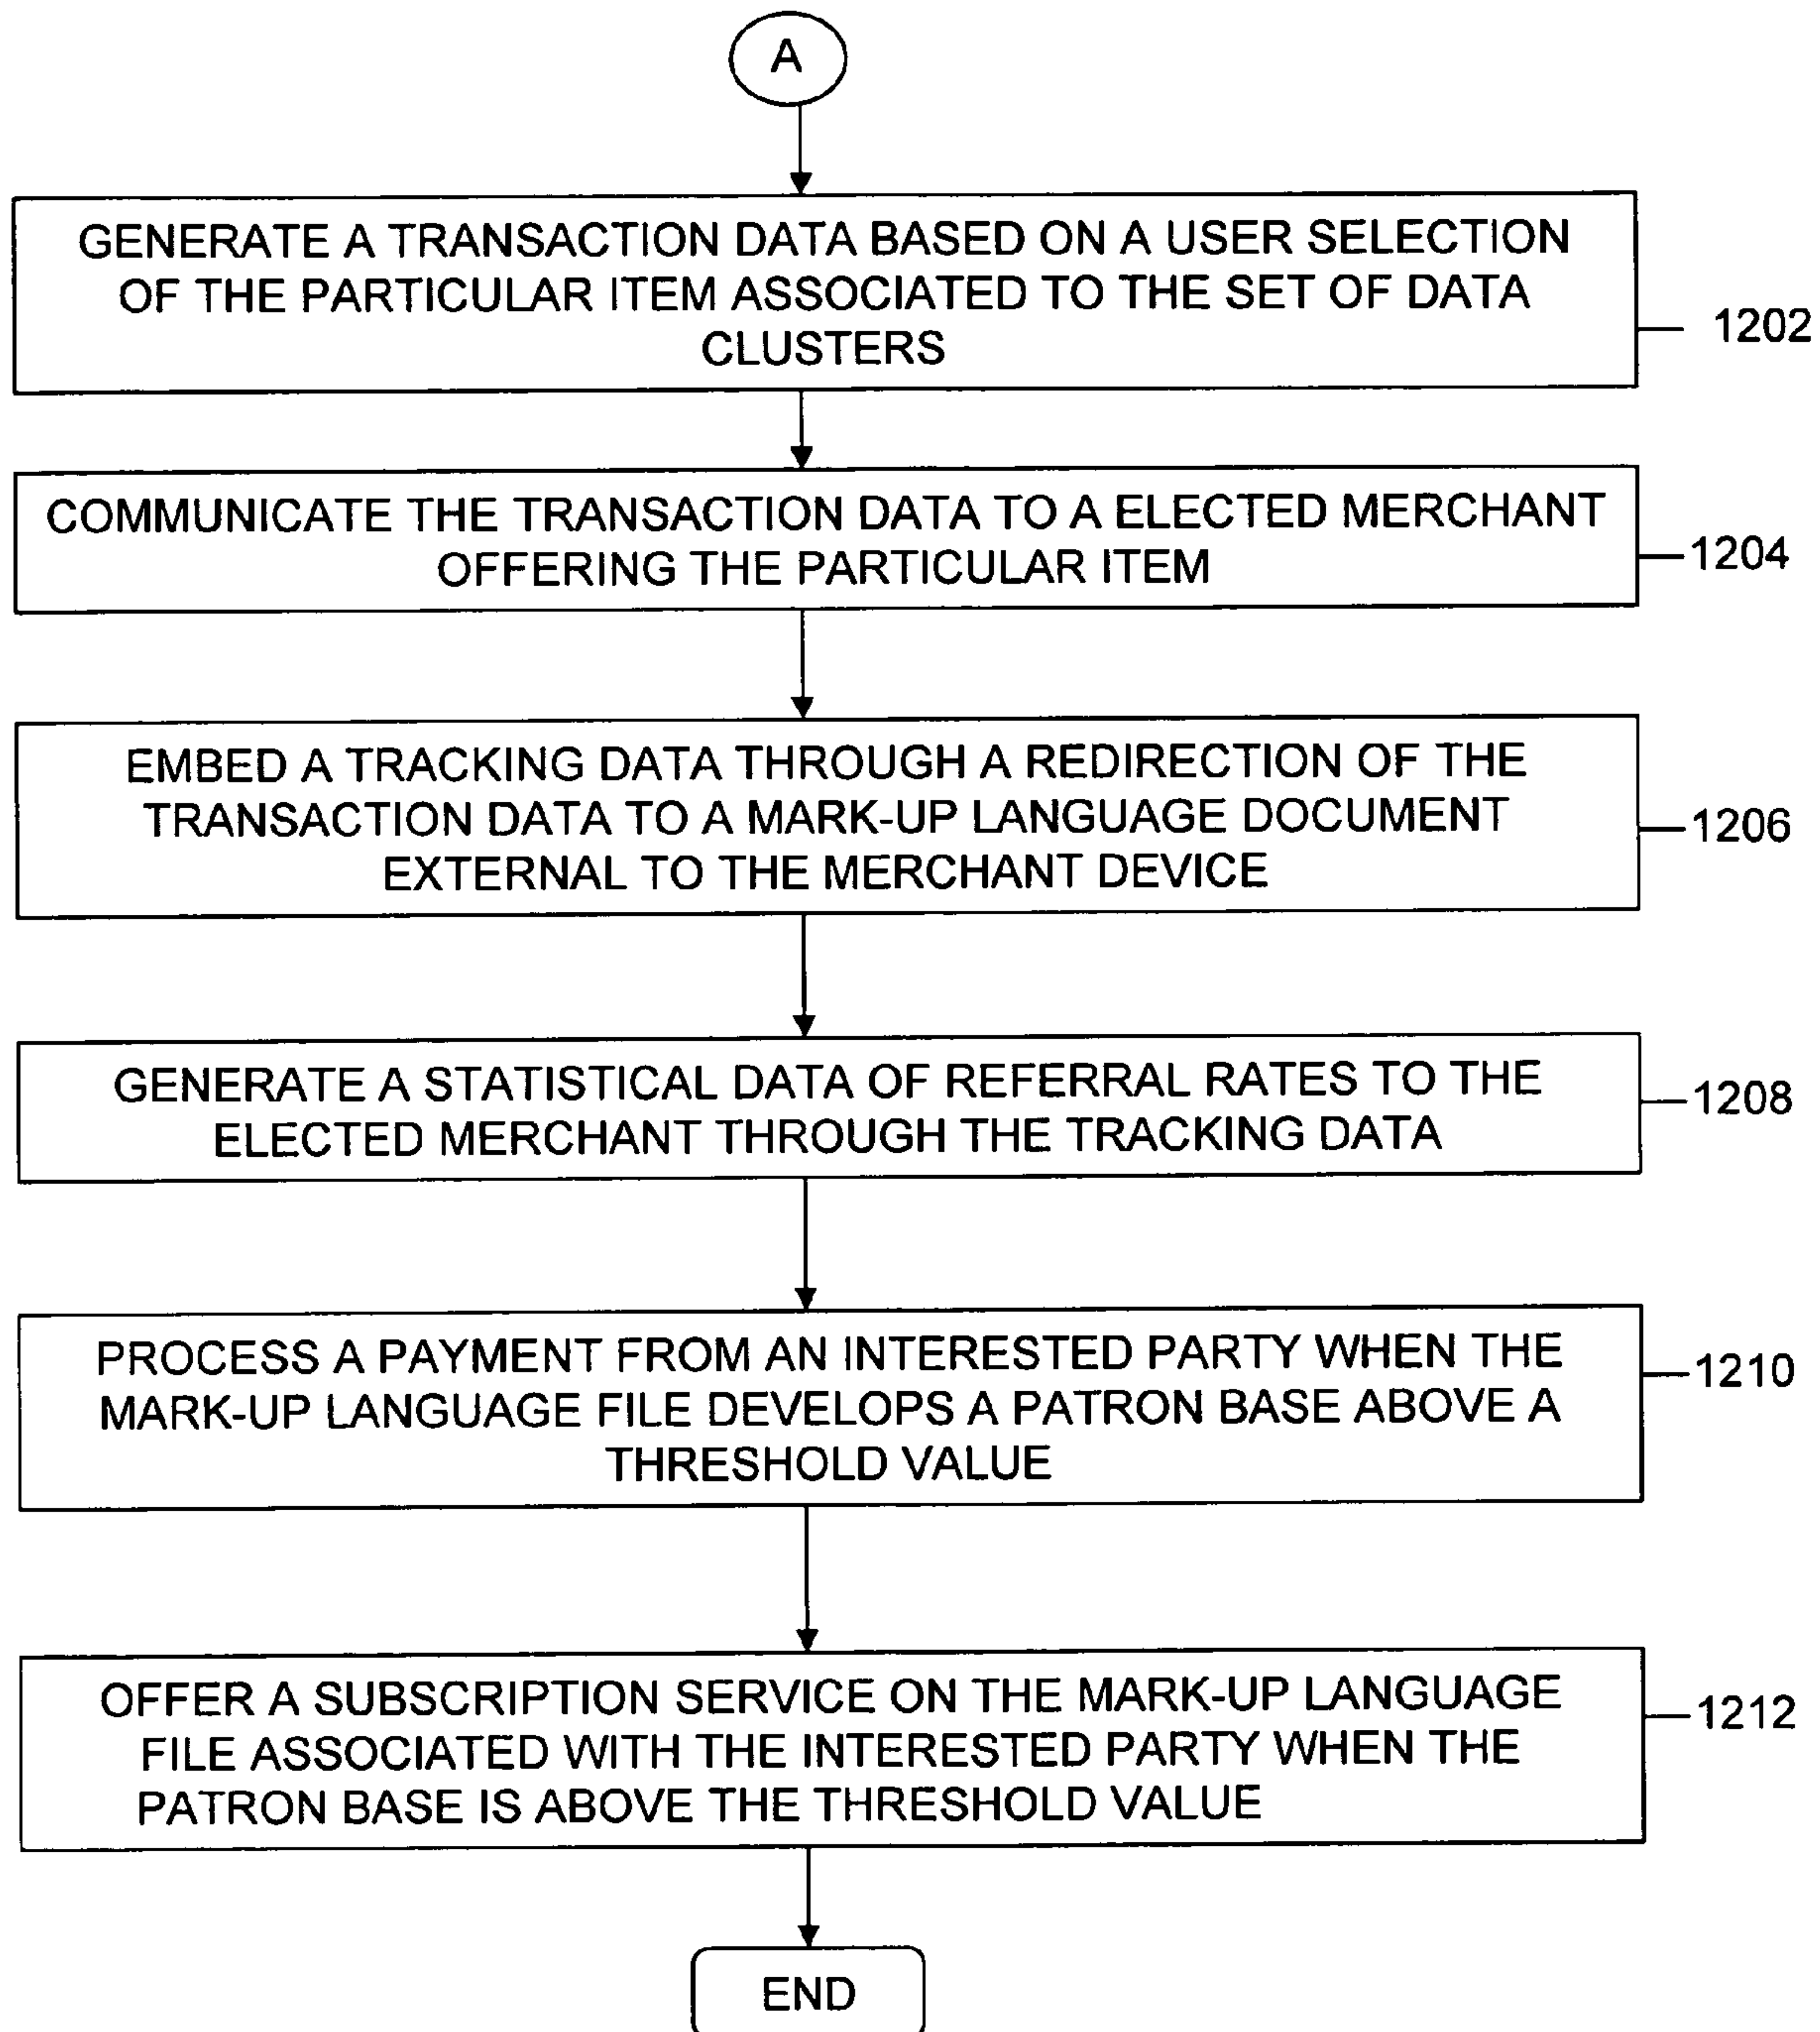 A
GENERATE A TRANSACTION DATA BASED ON A USER SELECTION
OF THE PARTICULAR ITEM ASSOCIATED TO THE SET OF DATA
CLUSTERS
1202
COMMUNICATE THE TRANSACTION DATA TO A ELECTED MERCHANT
OFFERING THE PARTICULAR ITEM
1204
EMBED A TRACKING DATA THROUGH A REDIRECTION OF THE
TRANSACTION DATA TO A MARK-UP LANGUAGE DOCUMENT
EXTERNAL TO THE MERCHANT DEVICE
1206
GENERATE A STATISTICAL DATA OF REFERRAL RATES TO THE
ELECTED MERCHANT THROUGH THE TRACKING DATA
1208
PROCESS A PAYMENT FROM AN INTERESTED PARTY WHEN THE
MARK-UP LANGUAGE FILE DEVELOPS A PATRON BASE ABOVE A
THRESHOLD VALUE
1210
OFFER A SUBSCRIPTION SERVICE ON THE MARK-UP LANGUAGE
FILE ASSOCIATED WITH THE INTERESTED PARTY WHEN THE
PATRON BASE IS ABOVE THE THRESHOLD VALUE
1212
END